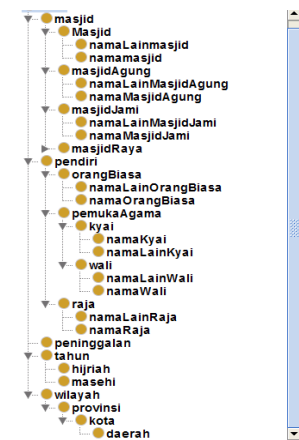 masjid
Masjid
namaLainmasjid
namamasjid
masjidAgung
namaLainMasjidAgung
namaMasjidAgung
masjidJami
namaLainMasjidJami
namaMasjidJami
masjidRaya
pendiri
orangBiasa
namaLainOrangBiasa
namaOrangBiasa
pemukaAgama
kyai
namaKyai
namaLainKyai
wali
namaLainWali
namaWali
raja
namaLainRaja
namaRaja
peninggalan
tahun
hijriah
masehi
wilayah
provinsi
kota
daerah